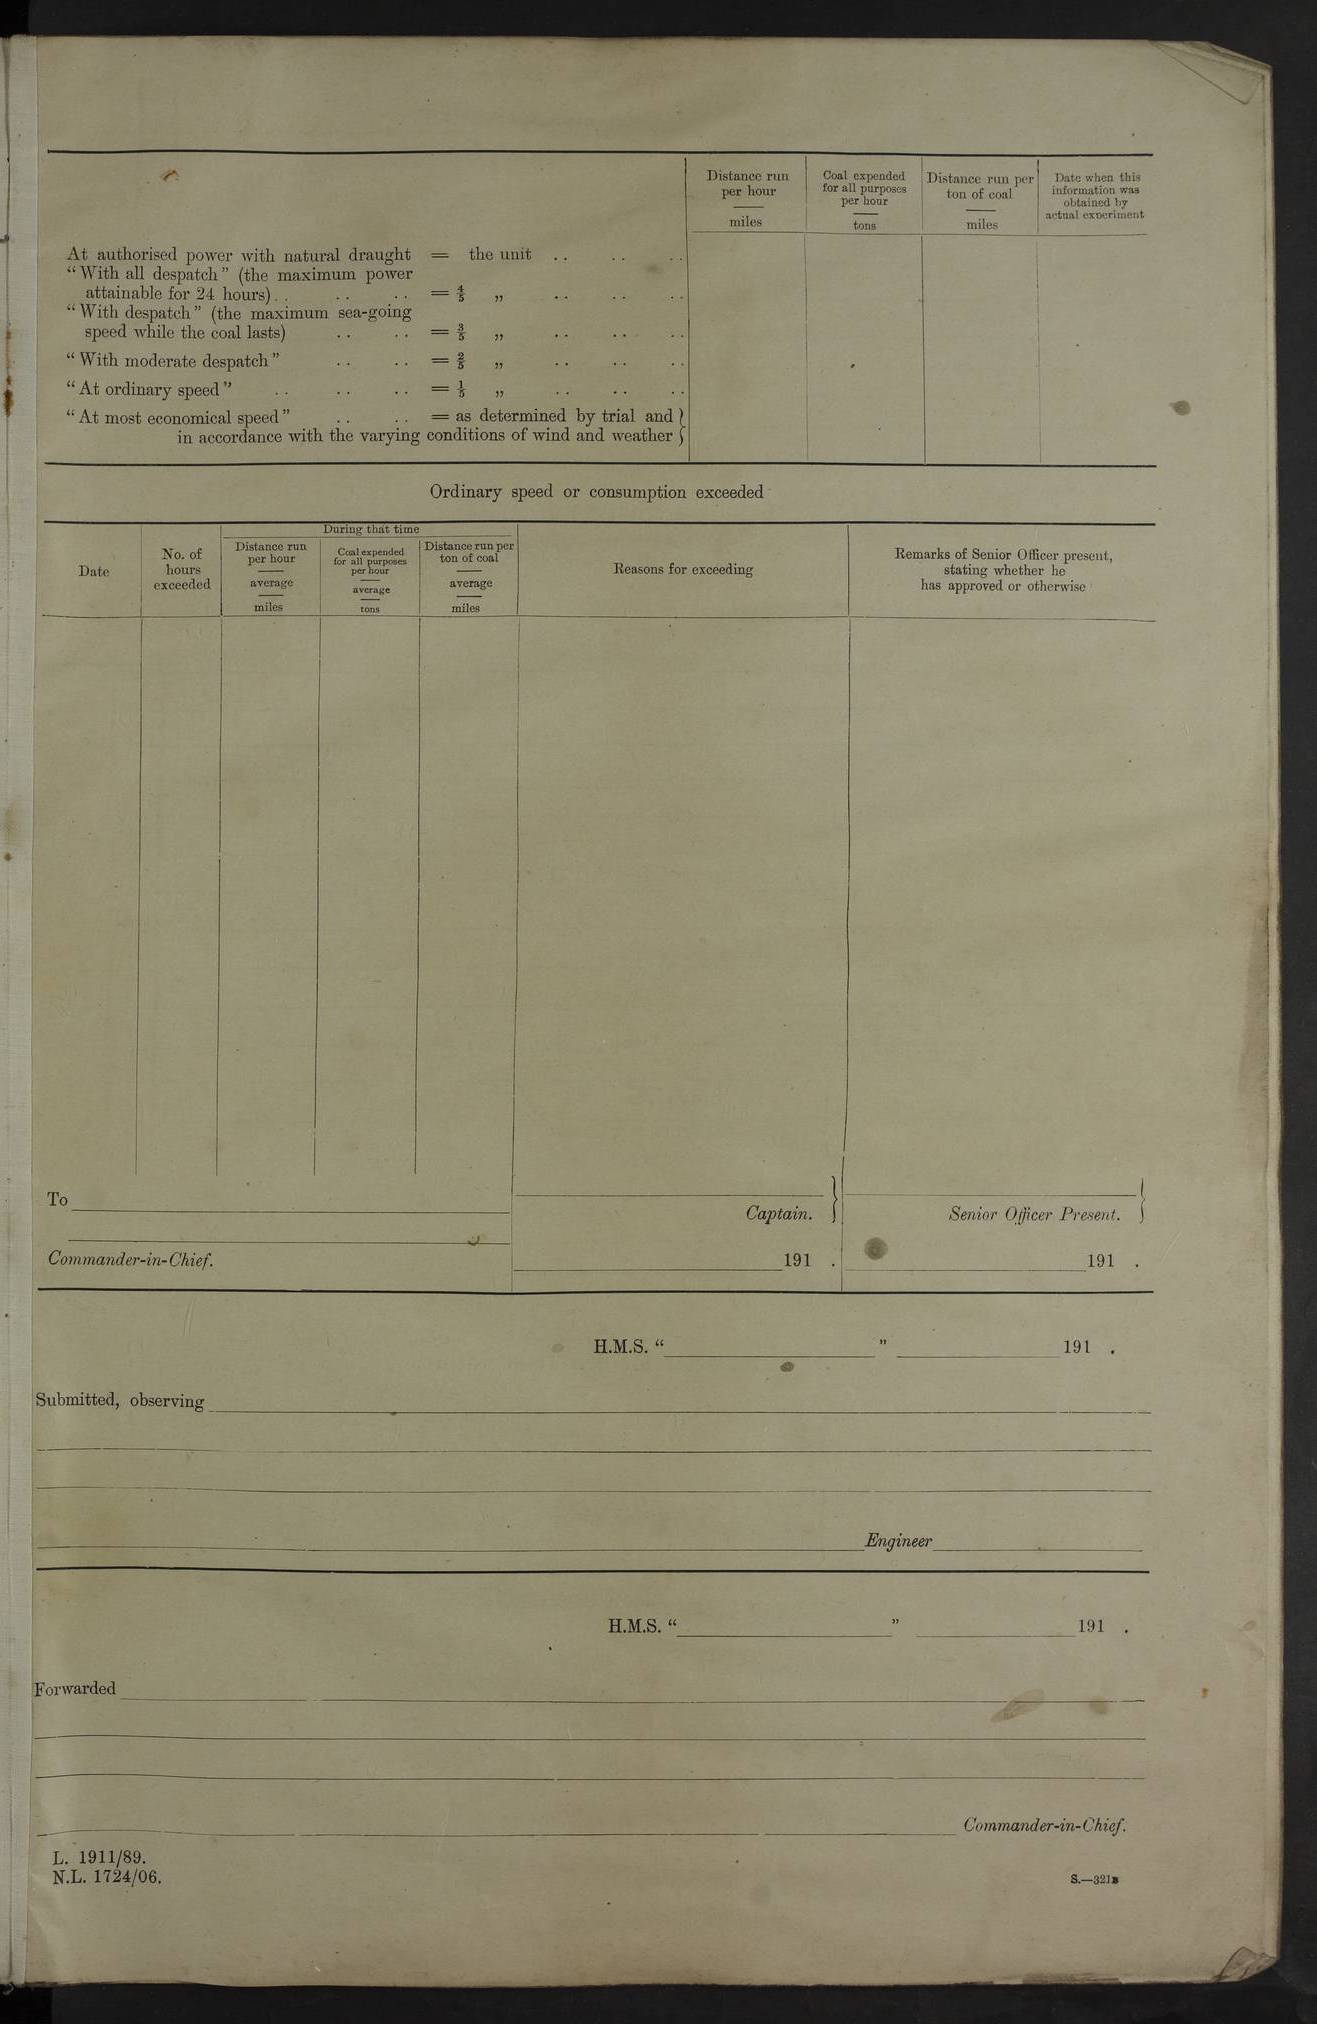 Distance run per hour miles
Coal expended for all purposes per hour tons
Distance run per ton of coal miles
Date when this information was obtained by actual experiment
At authorised power with natural draught = the unit .. .. ..
“With all despatch” (the maximum power
attainable for 24 hours) .. .. .. = 4/5 „ .. .. ..
“With despatch” (the maximum sea-going
speed while the coal lasts) .. .. = 3/5 „ .. .. ..
“With moderate despatch” .. .. = 2/5 „ .. .. ..
“At ordinary speed” .. .. .. = 1/5 „ .. .. ..
“At most economical speed” .. .. = as determined by trial and }
in accordance with the varying conditions of wind and weather }
Ordinary speed or consumption exceeded
Date
No. of hours exceeded
During that time
Distance run per hour average miles
Coal expended for all purposes per hour average tons
Distance run per ton of coal average miles
Reasons for exceeding
Remarks of Senior Officer present, stating whether he has approved or otherwise
To
Captain. }
Senior Officer Present. }
Commander-in-Chief.
191 .
191 .
H.M.S. “ ” 191 .
Submitted, observing
Engineer
H.M.S. “ ” 191 .
Forwarded
Commander-in-Chief.
L. 1911/89.
N.L. 1724/06.
S.—321B